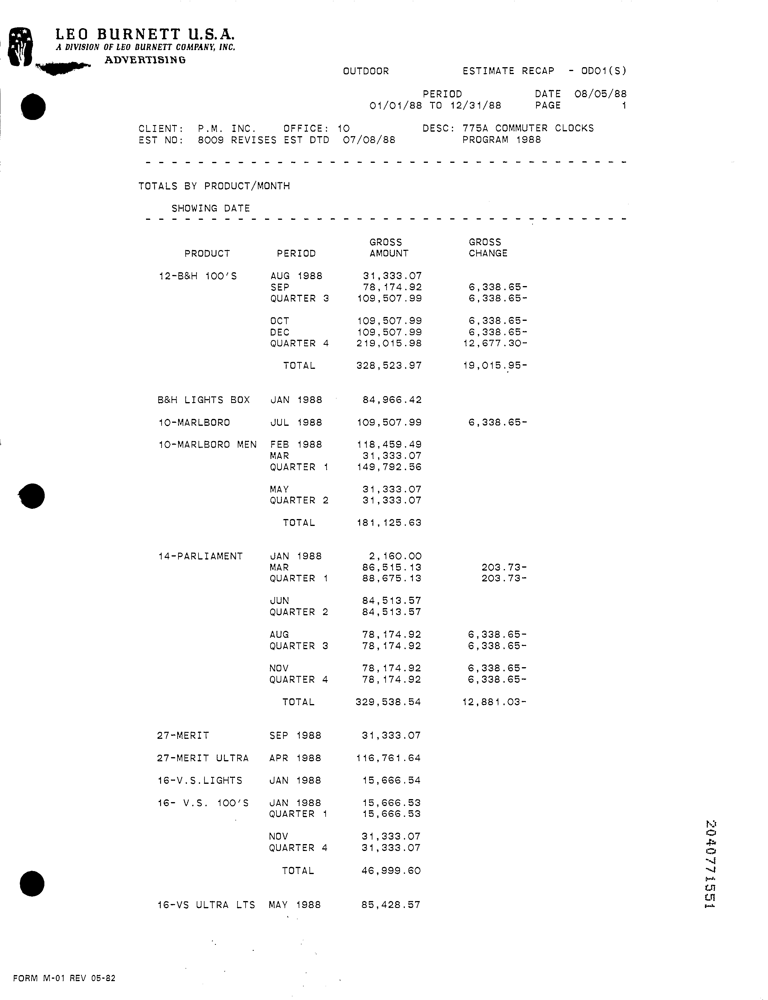 LEO BURNETT U.S.A.
A DIVISION OF LEO BURNETT COMPANY, INC.
ADVERTISING
OUTDOOR ESTIMATE RECAP - OD01(S)
PERIOD DATE 08/05/88
01/01/88 TO 12/31/88 PAGE 1
CLIENT: P.M. INC. OFFICE: 10 DESC: 775A COMMUTER CLOCKS
EST NO: 8009 REVISES EST DTD 07/08/88 PROGRAM 1988
- - - - - - - - - - - - - - - - - - - - - - - - - - - - - - - - - - - - -
TOTALS BY PRODUCT/MONTH
SHOWING DATE
- - - - - - - - - - - - - - - - - - - - - - - - - - - - - - - - - - - - -
GROSS GROSS
PRODUCT PERIOD AMOUNT CHANGE
12-B&H 100'S AUG 1988 31,333.07
SEP 78,174.92 6,338.65-
QUARTER 3 109,507.99 6,338.65-
OCT 109,507.99 6,338.65-
DEC 109,507.99 6,338.65-
QUARTER 4 219,015.98 12,677.30-
TOTAL 328,523.97 19,015.95-
B&H LIGHTS BOX JAN 1988 84,966.42
10-MARLBORO JUL 1988 109,507.99 6,338.65-
10-MARLBORO MEN FEB 1988 118,459.49
MAR 31,333.07
QUARTER 1 149,792.56
MAY 31,333.07
QUARTER 2 31,333.07
TOTAL 181,125.63
14-PARLIAMENT JAN 1988 2,160.00
MAR 86,515.13 203.73-
QUARTER 1 88,675.13 203.73-
JUN 84,513.57
QUARTER 2 84,513.57
AUG 78,174.92 6,338.65-
QUARTER 3 78,174.92 6,338.65-
NOV 78,174.92 6,338.65-
QUARTER 4 78,174.92 6,338.65-
TOTAL 329,538.54 12,881.03-
27-MERIT SEP 1988 31,333.07
27-MERIT ULTRA APR 1988 116,761.64
16-V.S.LIGHTS JAN 1988 15,666.54
16- V.S. 100'S JAN 1988 15,666.53
QUARTER 1 15,666.53
NOV 31,333.07
QUARTER 4 31,333.07
TOTAL 46,999.60
16-VS ULTRA LTS MAY 1988 85,428.57
2040771551
FORM M-01 REV 05-82